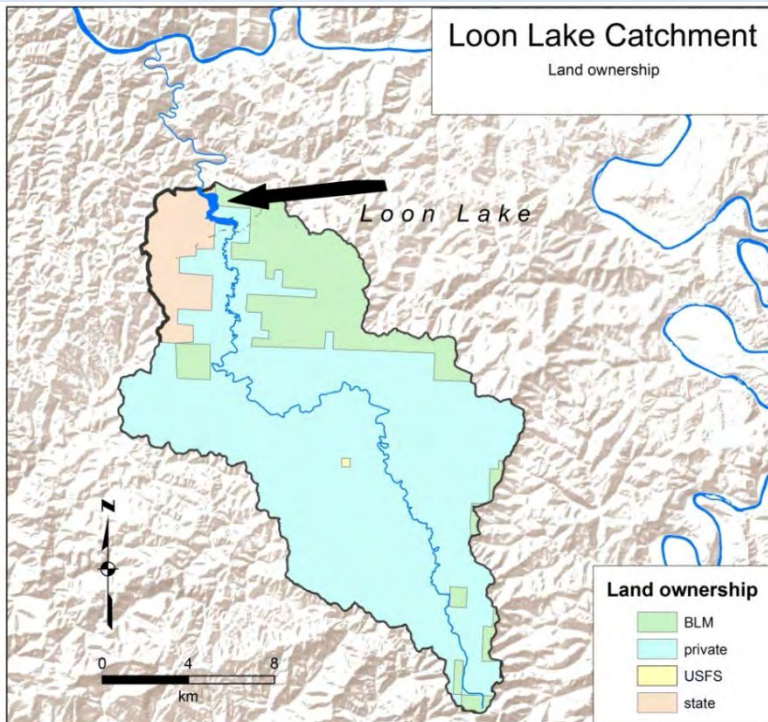 Loon Lake Catchment
Land ownership
Loon Lake
N
0 4 8
km
Land ownership
BLM
private
USFS
state